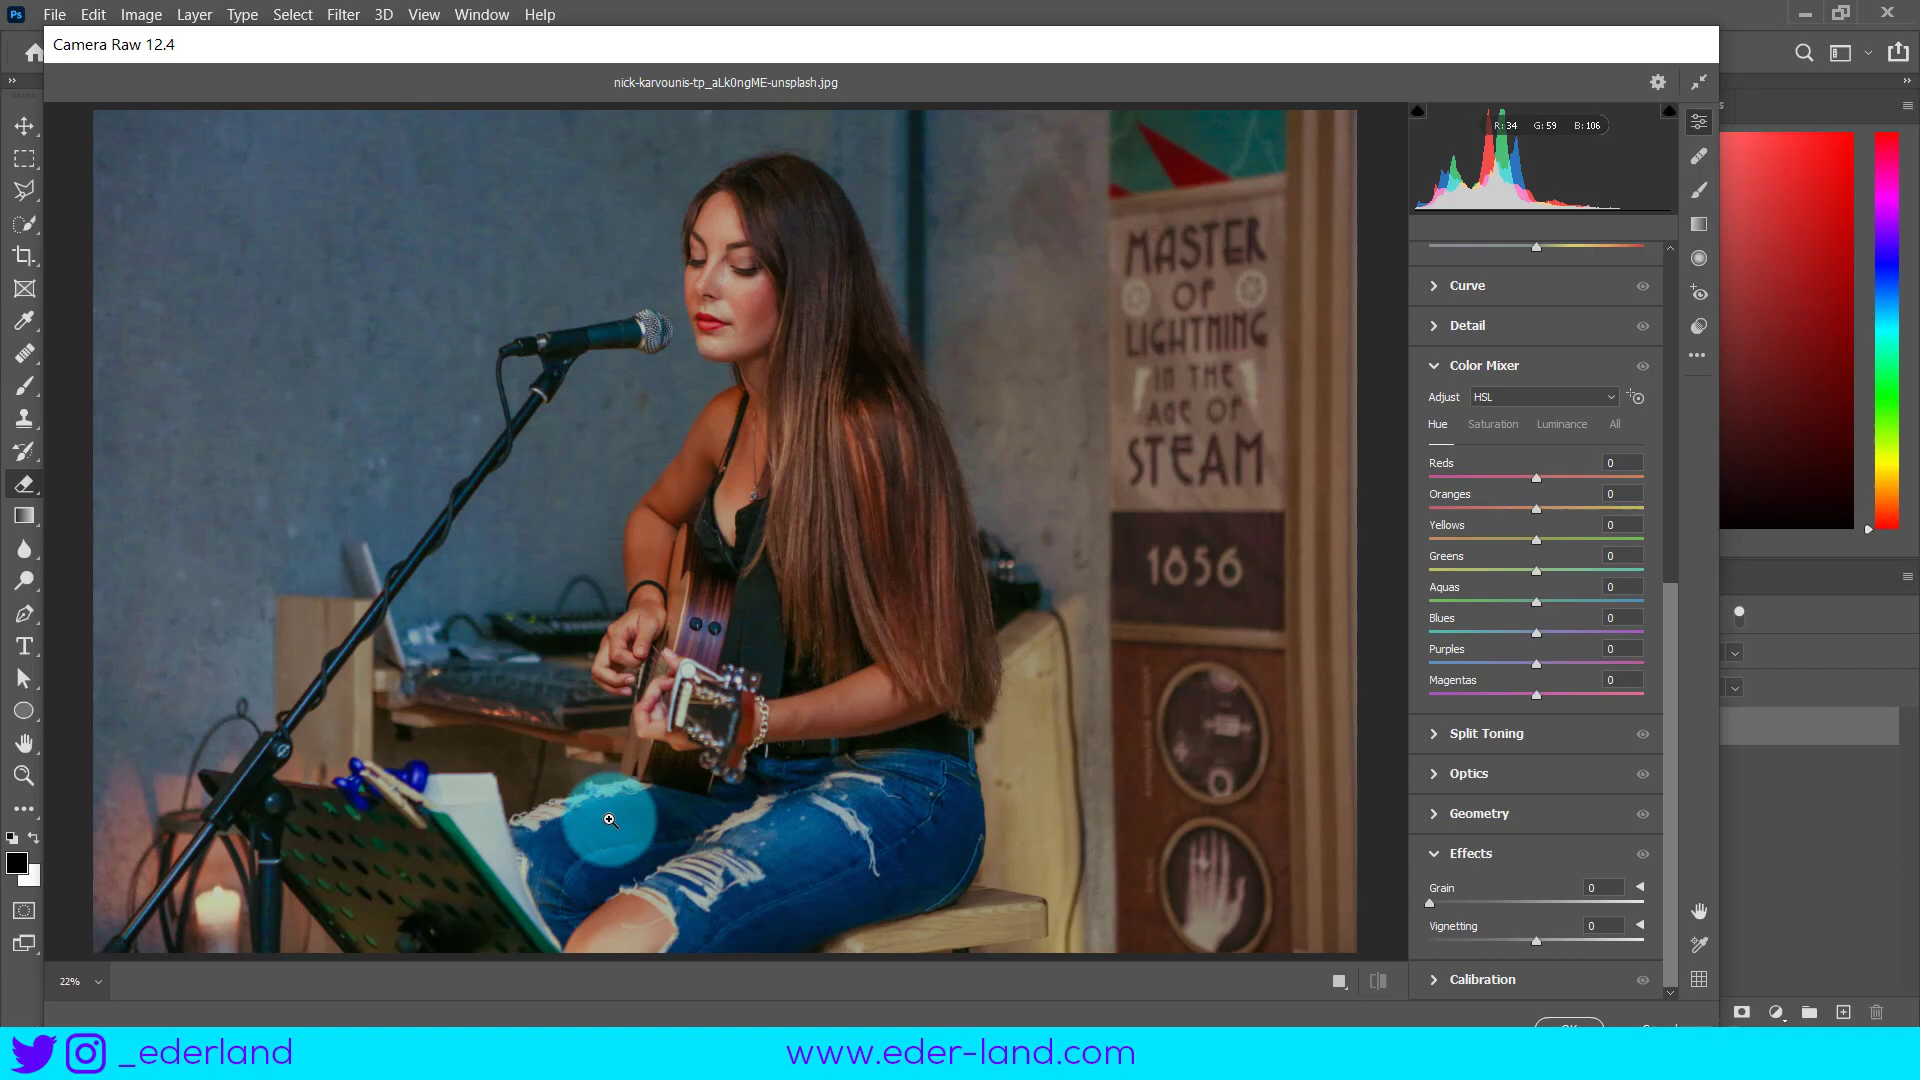 Ps File Edit Image Layer Type Select Filter 3D View Window Help
Camera Raw 12.4
nick-karvounis-tp_aLk0ngME-unsplash.jpg
R: 34 G: 59 B: 106
MASTER
OF
LIGHTNING
IN THE
AGE OF
STEAM
1856
Curve
Detail
Color Mixer
Adjust HSL
Hue Saturation Luminance All
Reds 0
Oranges 0
Yellows 0
Greens 0
Aquas 0
Blues 0
Purples 0
Magentas 0
Split Toning
Optics
Geometry
Effects
Grain 0
Vignetting 0
Calibration
22%
_ederland
www.eder-land.com